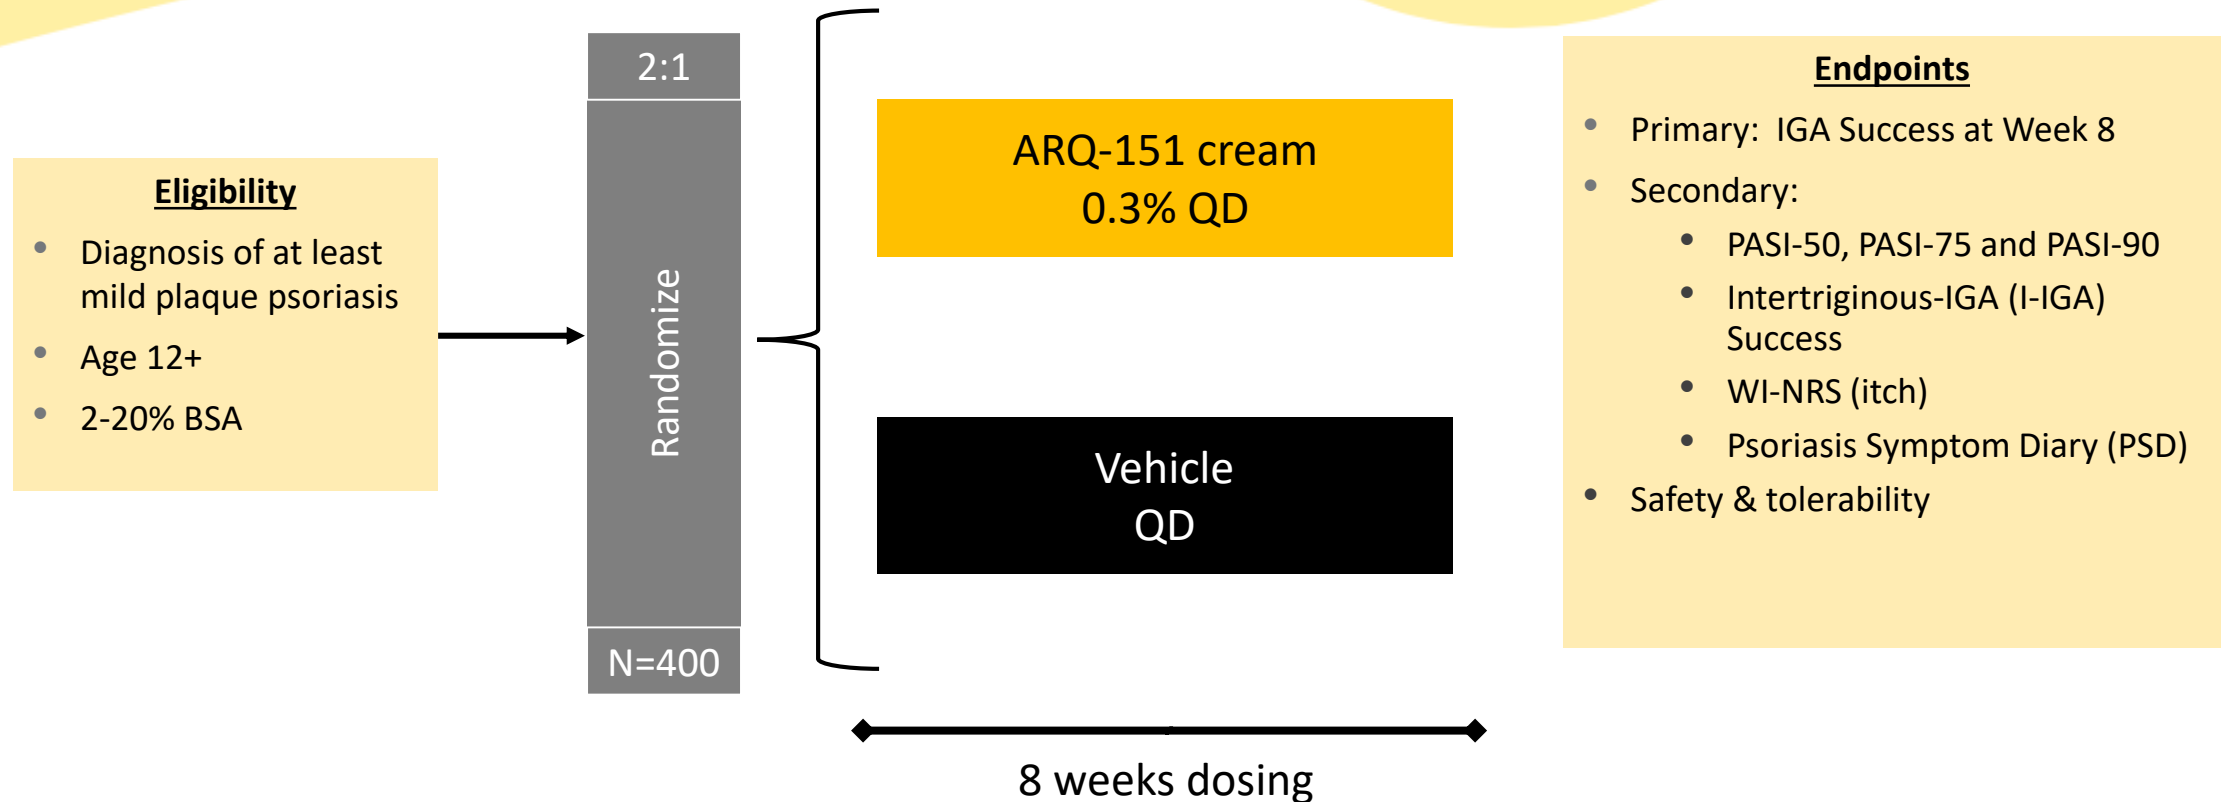 Eligibility
• Diagnosis of at least
mild plaque psoriasis
• Age 12+
• 2-20% BSA
2:1
Randomize
N=400
ARQ-151 cream
0.3% QD
Vehicle
QD
8 weeks dosing
Endpoints
• Primary: IGA Success at Week 8
• Secondary:
• PASI-50, PASI-75 and PASI-90
• Intertriginous-IGA (I-IGA)
Success
• WI-NRS (itch)
• Psoriasis Symptom Diary (PSD)
• Safety & tolerability